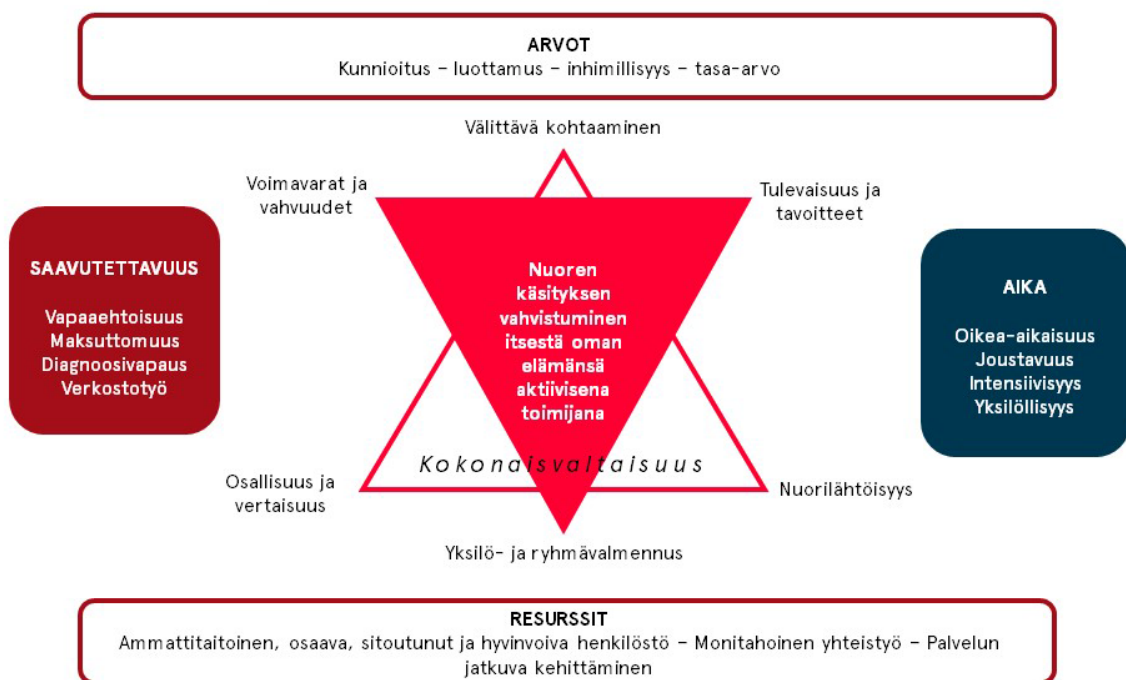 ARVOT
Kunnioitus – luottamus – inhimillisyys – tasa-arvo
Välittävä kohtaaminen
Voimavarat ja
vahvuudet
Tulevaisuus ja
tavoitteet
SAAVUTETTAVUUS
Vapaaehtoisuus
Maksuttomuus
Diagnoosivapaus
Verkostotyö
Nuoren
käsityksen
vahvistuminen
itsestä oman
elämänsä
aktiivisena
toimijana
AIKA
Oikea-aikaisuus
Joustavuus
Intensiivisyys
Yksilöllisyys
Kokonaisvaltaisuus
Osallisuus ja
vertaisuus
Nuorilähtöisyys
Yksilö- ja ryhmävalmennus
RESURSSIT
Ammattitaitoinen, osaava, sitoutunut ja hyvinvoiva henkilöstö – Monitahoinen yhteistyö – Palvelun
jatkuva kehittäminen